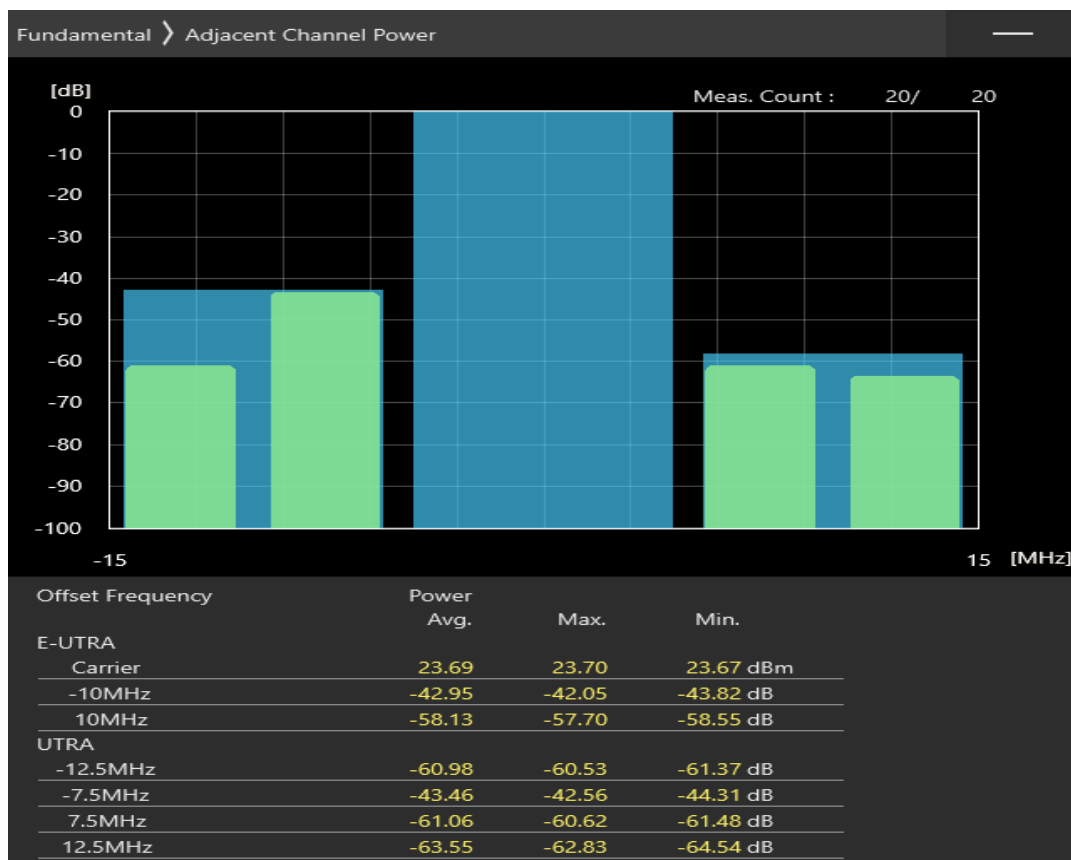 Fundamental ❯ Adjacent Channel Power
[dB]
Meas. Count : 20/ 20
0
-10
-20
-30
-40
-50
-60
-70
-80
-90
-100
-15 15 [MHz]
Offset Frequency Power
Avg. Max. Min.
E-UTRA
Carrier 23.69 23.70 23.67 dBm
-10MHz -42.95 -42.05 -43.82 dB
10MHz -58.13 -57.70 -58.55 dB
UTRA
-12.5MHz -60.98 -60.53 -61.37 dB
-7.5MHz -43.46 -42.56 -44.31 dB
7.5MHz -61.06 -60.62 -61.48 dB
12.5MHz -63.55 -62.83 -64.54 dB